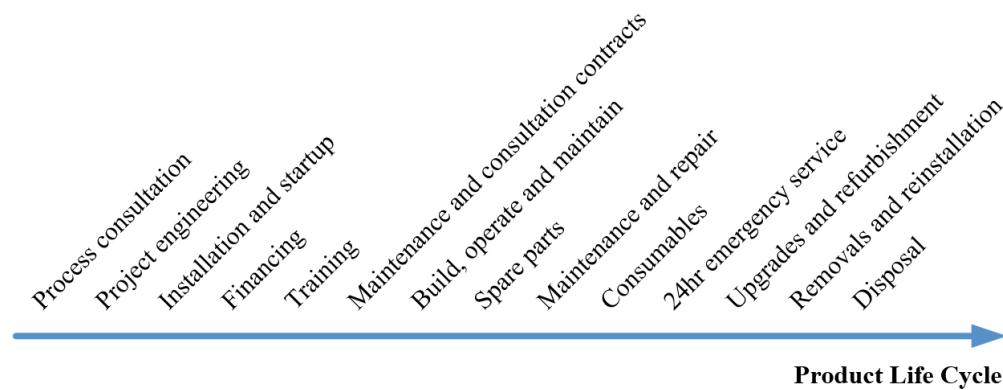 Process consultation
Project engineering
Installation and startup
Financing
Training
Maintenance and consultation contracts
Build, operate and maintain
Spare parts
Maintenance and repair
Consumables
24hr emergency service
Upgrades and refurbishment
Removals and reinstallation
Disposal
Product Life Cycle